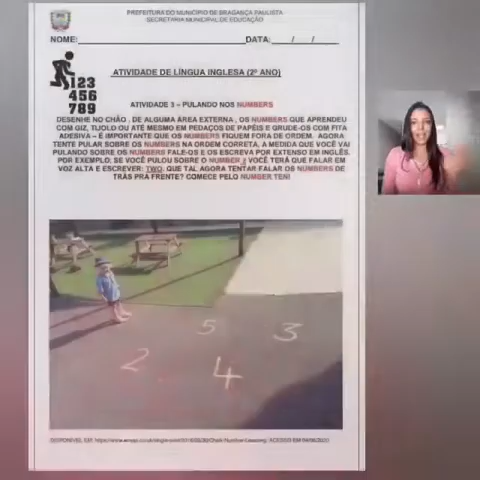 PREFEITURA DO MUNICÍPIO DE BRAGANÇA PAULISTA
SECRETARIA MUNICIPAL DE EDUCAÇÃO
NOME: DATA: / /
123
456
789
ATIVIDADE DE LÍNGUA INGLESA (2º ANO)
ATIVIDADE 3 – PULANDO NOS NUMBERS
DESENHE NO CHÃO, DE ALGUMA ÁREA EXTERNA, OS NUMBERS QUE APRENDEU
COM GIZ, TIJOLO OU ATÉ MESMO EM PEDAÇOS DE PAPÉIS E GRUDE-OS COM FITA
ADESIVA – É IMPORTANTE QUE OS NUMBERS FIQUEM FORA DE ORDEM. AGORA
TENTE PULAR SOBRE OS NUMBERS NA ORDEM CORRETA, A MEDIDA QUE VOCÊ VAI
PULANDO SOBRE OS NUMBERS FALE-OS E OS ESCREVA POR EXTENSO EM INGLÊS.
POR EXEMPLO, SE VOCÊ PULOU SOBRE O NUMBER 2 VOCÊ TERÁ QUE FALAR EM
VOZ ALTA E ESCREVER: TWO. QUE TAL AGORA TENTAR FALAR OS NUMBERS DE
TRÁS PRA FRENTE? COMECE PELO NUMBER TEN!
5 3
2 4